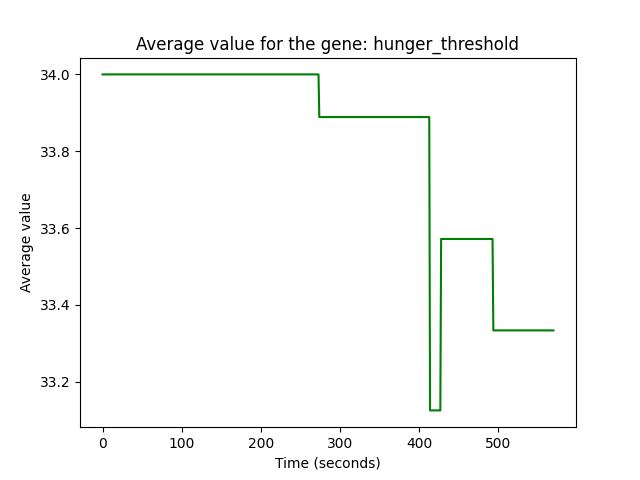 Average value for the gene: hunger_threshold
34.0
33.8
33.6
33.4
33.2
Average value
0 100 200 300 400 500
Time (seconds)